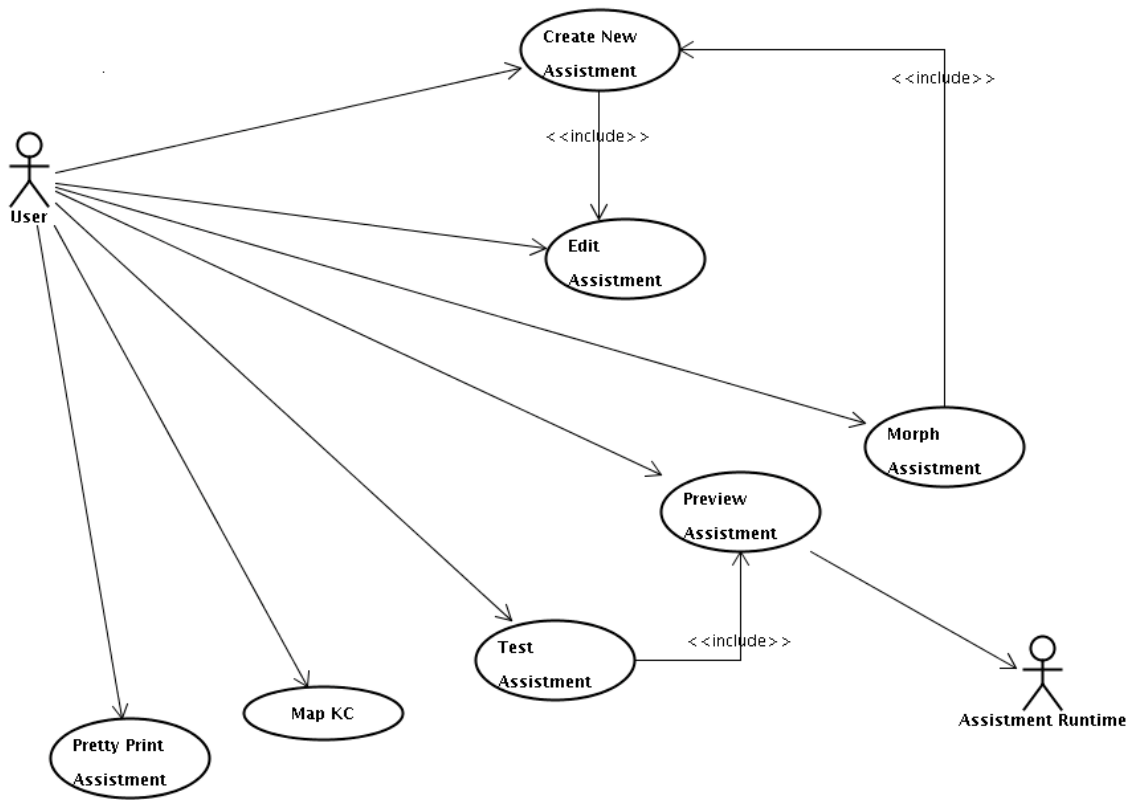 Create New
Assistment
<<include>>
<<include>>
User
Edit
Assistment
Morph
Assistment
Preview
Assistment
<<include>>
Test
Assistment
Map KC
Assistment Runtime
Pretty Print
Assistment